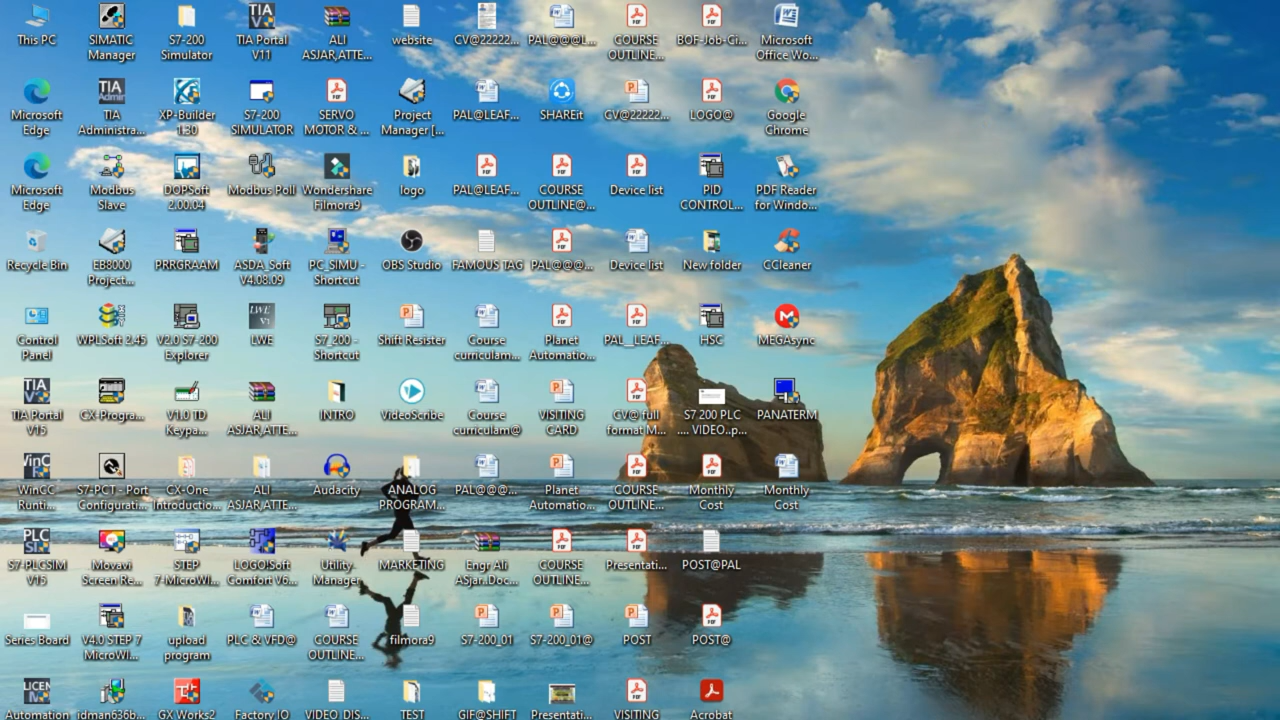 This PC
SIMATIC
Manager
S7-200
Simulator
TIA Portal
V11
ALI
ASJAR,ATTE...
website
CV@22222...
PAL@@@L...
COURSE
OUTLINE...
BOF-Job-Ci...
Microsoft
Office Wo...
Microsoft
Edge
TIA
Administra...
XP-Builder
1.30
S7-200
SIMULATOR
SERVO
MOTOR & ...
Project
Manager [...
PAL@LEAF...
SHAREit
CV@22222...
LOGO@
Google
Chrome
Microsoft
Edge
Modbus
Slave
DOPSoft
2.00.04
Modbus Poll
Wondershare
Filmora9
logo
PAL@LEAF...
COURSE
OUTLINE@...
Device list
PID
CONTROL...
PDF Reader
for Windo...
Recycle Bin
EB8000
Project...
PRRGRAAM
ASDA_Soft
V4.08.09
PC_SIMU -
Shortcut
OBS Studio
FAMOUS TAG
PAL@@@...
Device list
New folder
CCleaner
Control
Panel
WPLSoft 2.45
V2.0 S7-200
Explorer
LWE
S7_200 -
Shortcut
Shift Resister
Course
curriculam...
Planet
Automatio...
PAL__LEAF...
HSC
MEGAsync
TIA Portal
V15
CX-Progra...
V1.0 TD
Keypa...
ALI
ASJAR,ATTE...
INTRO
VideoScribe
Course
curriculam@
VISITING
CARD
CV@ full
format M...
S7 200 PLC
.... VIDEO..p...
PANATERM
WinCC
Runti...
S7-PCT - Port
Configurati...
CX-One
Introductio...
ALI
ASJAR,ATTE...
Audacity
ANALOG
PROGRAM...
PAL@@@...
Planet
Automatio...
COURSE
OUTLINE...
Monthly
Cost
Monthly
Cost
S7-PLCSIM
V15
Movavi
Screen Re...
STEP
7-MicroWI...
LOGO!Soft
Comfort V6...
Utility
Manager
MARKETING
Engr Ali
ASjar.Doc...
COURSE
OUTLINE...
Presentati...
POST@PAL
Series Board
V4.0 STEP 7
MicroWI...
upload
program
PLC & VFD@
COURSE
OUTLINE...
filmora9
S7-200_01
S7-200_01@
POST
POST@
Automation
idman636b...
GX Works2
Factory IO
VIDEO DIS...
TEST
GIF@SHIFT
Presentati...
VISITING
Acrobat